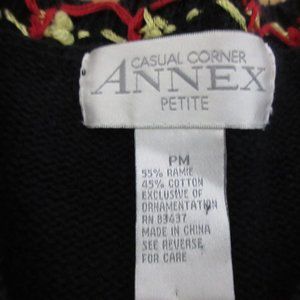 CASUAL CORNER
ANNEX
PETITE
PM
55% RAMIE
45% COTTON
EXCLUSIVE OF
ORNAMENTATION
RN 83437
MADE IN CHINA
SEE REVERSE
FOR CARE